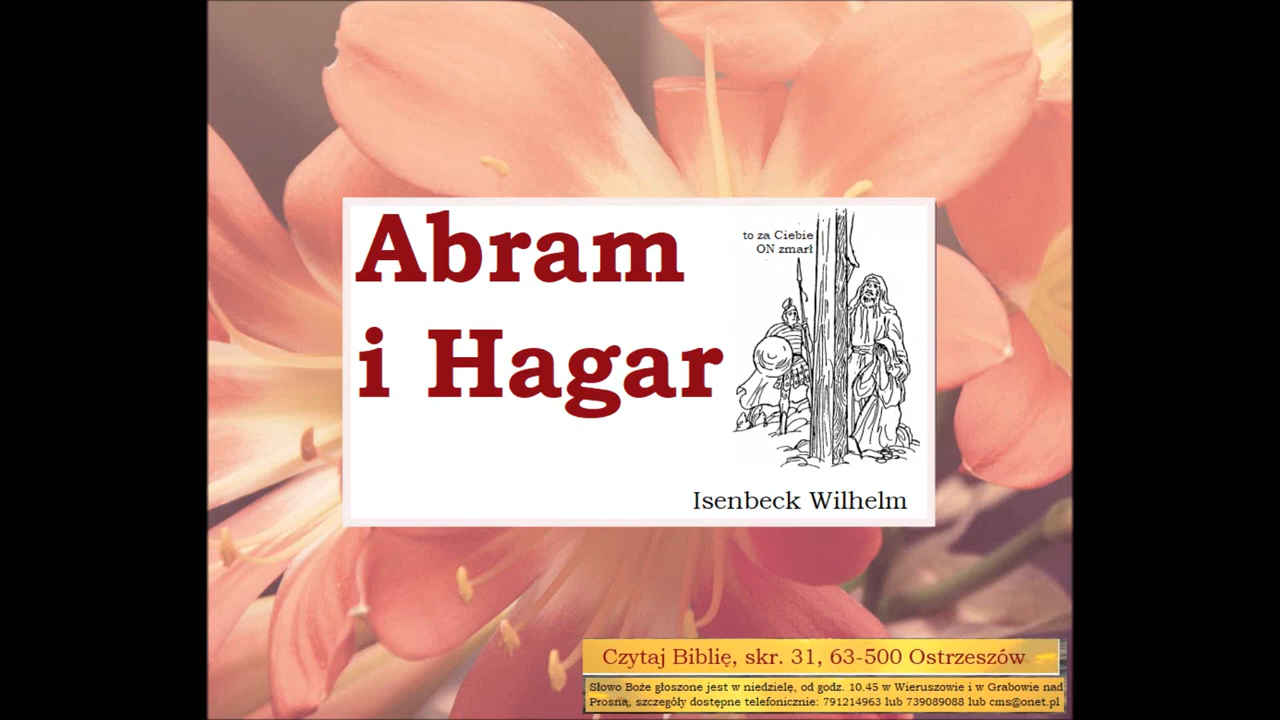 Abram
i Hagar
to za Ciebie
ON zmarł
Isenbeck Wilhelm
Czytaj Biblię, skr. 31, 63-500 Ostrzeszów
Słowo Boże głoszone jest w niedzielę, od godz. 10.45 w Wieruszowie i w Grabowie nad
Prosną, szczegóły dostępne telefonicznie: 791214963 lub 739089088 lub cms@onet.pl